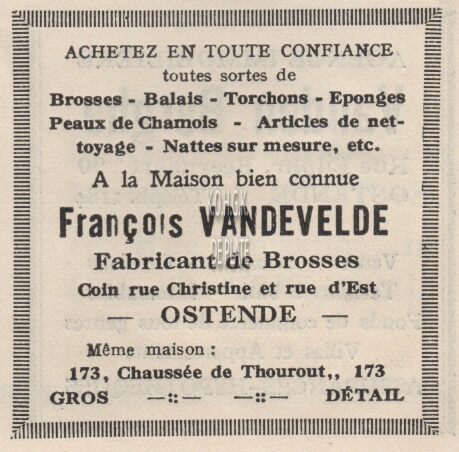 ACHETEZ EN TOUTE CONFIANCE
toutes sortes de
Brosses - Balais - Torchons - Eponges
Peaux de Chamois - Articles de net-
toyage - Nattes sur mesure, etc.
A la Maison bien connue
François VANDEVELDE
Fabricant de Brosses
Coin rue Christine et rue d'Est
— OSTENDE —
Même maison :
173, Chaussée de Thourout,, 173
GROS —::— —::— DÉTAIL